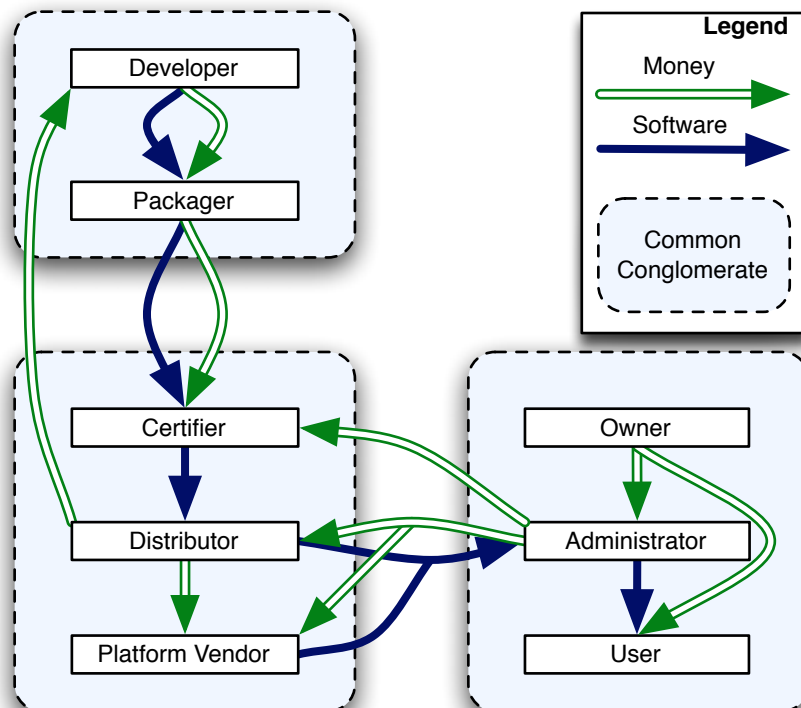 Legend
Money
Software
Common
Conglomerate
Developer
Packager
Certifier
Distributor
Platform Vendor
Owner
Administrator
User